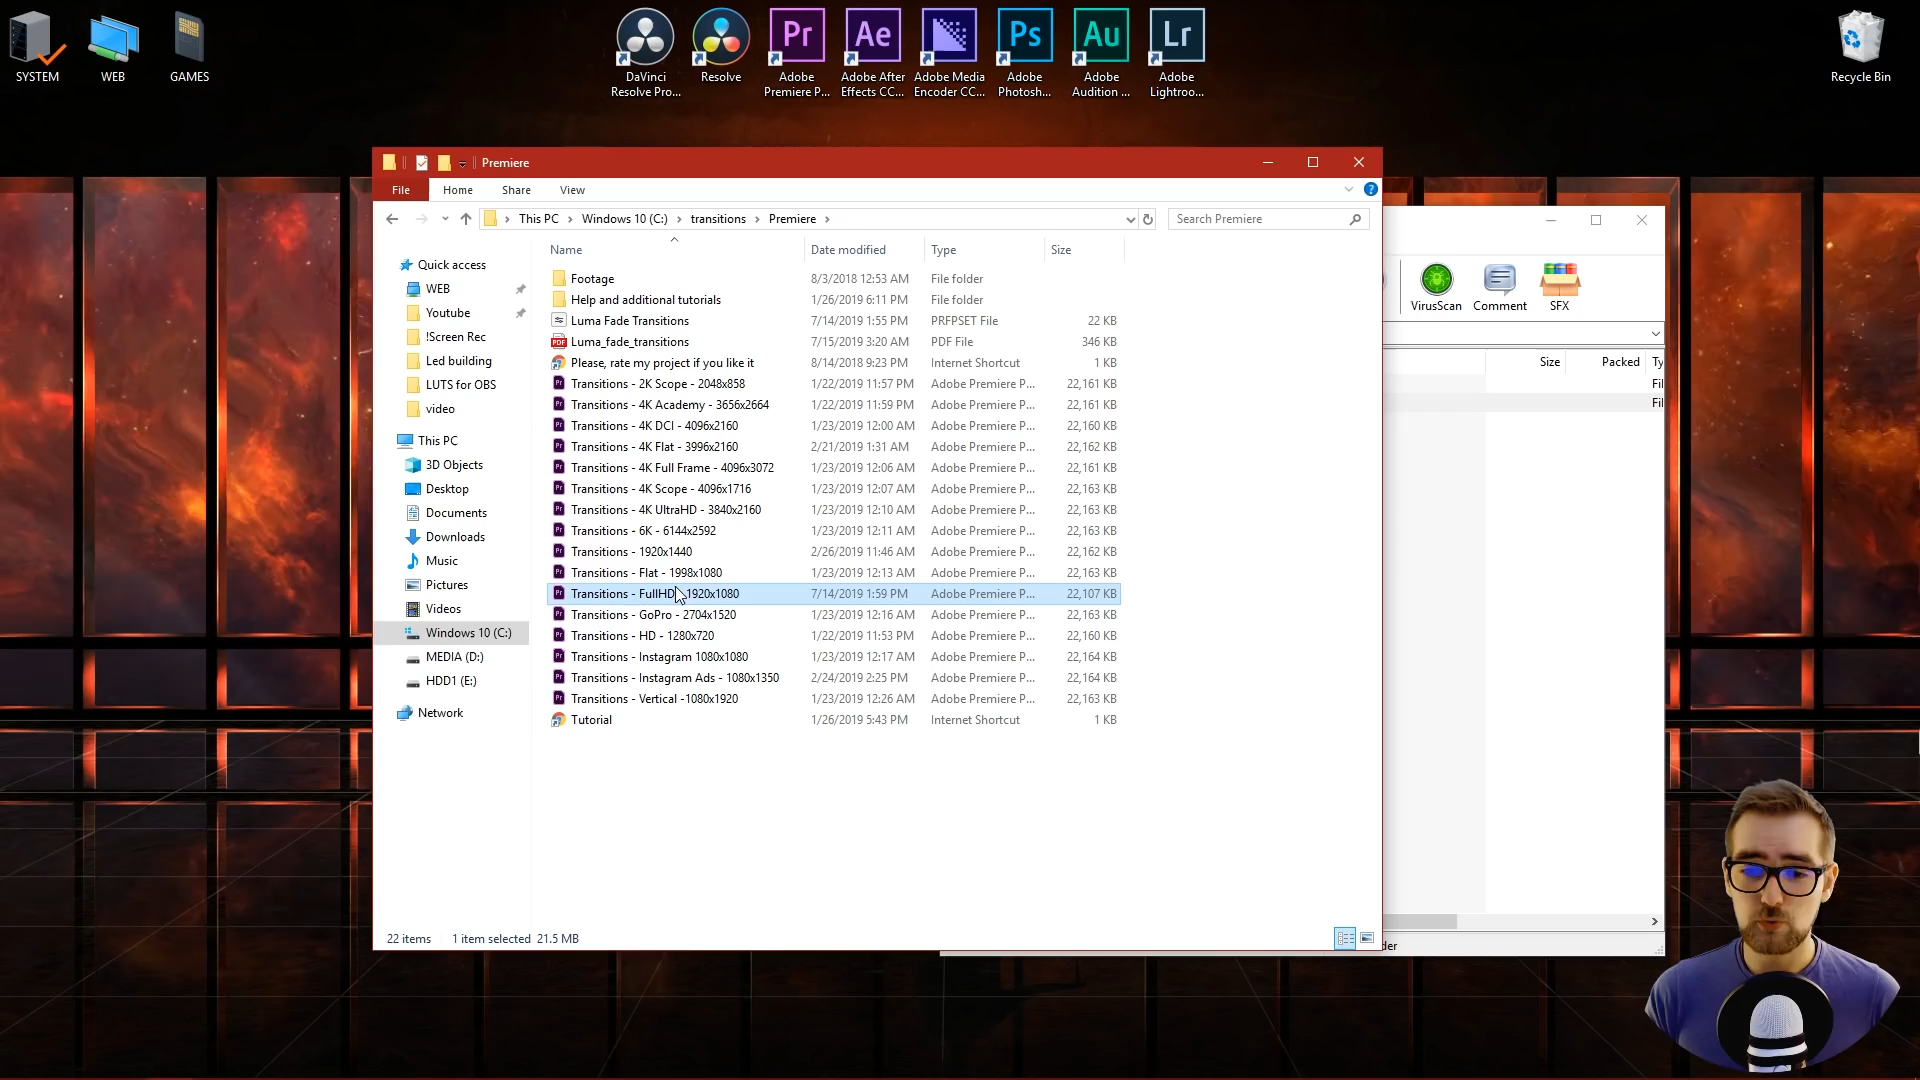 SYSTEM
WEB
GAMES
DaVinci
Resolve Pro...
Resolve
Pr
Adobe
Premiere P...
Ae
Adobe After
Effects CC...
Adobe Media
Encoder CC...
Ps
Adobe
Photosh...
Au
Adobe
Audition ...
Lr
Adobe
Lightroo...
Recycle Bin
Premiere
File
Home
Share
View
This PC > Windows 10 (C:) > transitions > Premiere >
Search Premiere
Name
Date modified
Type
Size
Footage 8/3/2018 12:53 AM File folder
Help and additional tutorials 1/26/2019 6:11 PM File folder
Luma Fade Transitions 7/14/2019 1:55 PM PRFPSET File 22 KB
Luma_fade_transitions 7/15/2019 3:20 AM PDF File 346 KB
Please, rate my project if you like it 8/14/2018 9:23 PM Internet Shortcut 1 KB
Transitions - 2K Scope - 2048x858 1/22/2019 11:57 PM Adobe Premiere P... 22,161 KB
Transitions - 4K Academy - 3656x2664 1/22/2019 11:59 PM Adobe Premiere P... 22,161 KB
Transitions - 4K DCI - 4096x2160 1/23/2019 12:00 AM Adobe Premiere P... 22,160 KB
Transitions - 4K Flat - 3996x2160 2/21/2019 1:31 AM Adobe Premiere P... 22,162 KB
Transitions - 4K Full Frame - 4096x3072 1/23/2019 12:06 AM Adobe Premiere P... 22,161 KB
Transitions - 4K Scope - 4096x1716 1/23/2019 12:07 AM Adobe Premiere P... 22,163 KB
Transitions - 4K UltraHD - 3840x2160 1/23/2019 12:10 AM Adobe Premiere P... 22,163 KB
Transitions - 6K - 6144x2592 1/23/2019 12:11 AM Adobe Premiere P... 22,163 KB
Transitions - 1920x1440 2/26/2019 11:46 AM Adobe Premiere P... 22,162 KB
Transitions - Flat - 1998x1080 1/23/2019 12:13 AM Adobe Premiere P... 22,163 KB
Transitions - FullHD 1920x1080 7/14/2019 1:59 PM Adobe Premiere P... 22,107 KB
Transitions - GoPro - 2704x1520 1/23/2019 12:16 AM Adobe Premiere P... 22,163 KB
Transitions - HD - 1280x720 1/22/2019 11:53 PM Adobe Premiere P... 22,160 KB
Transitions - Instagram 1080x1080 1/23/2019 12:17 AM Adobe Premiere P... 22,164 KB
Transitions - Instagram Ads - 1080x1350 2/24/2019 2:25 PM Adobe Premiere P... 22,164 KB
Transitions - Vertical -1080x1920 1/23/2019 12:26 AM Adobe Premiere P... 22,163 KB
Tutorial 1/26/2019 5:43 PM Internet Shortcut 1 KB
Quick access
WEB
Youtube
!Screen Rec
Led building
LUTS for OBS
video
This PC
3D Objects
Desktop
Documents
Downloads
Music
Pictures
Videos
Windows 10 (C:)
MEDIA (D:)
HDD1 (E:)
Network
22 items
1 item selected 21.5 MB
VirusScan
Comment
SFX
Size
Packed
Ty
Fil
Fil
der